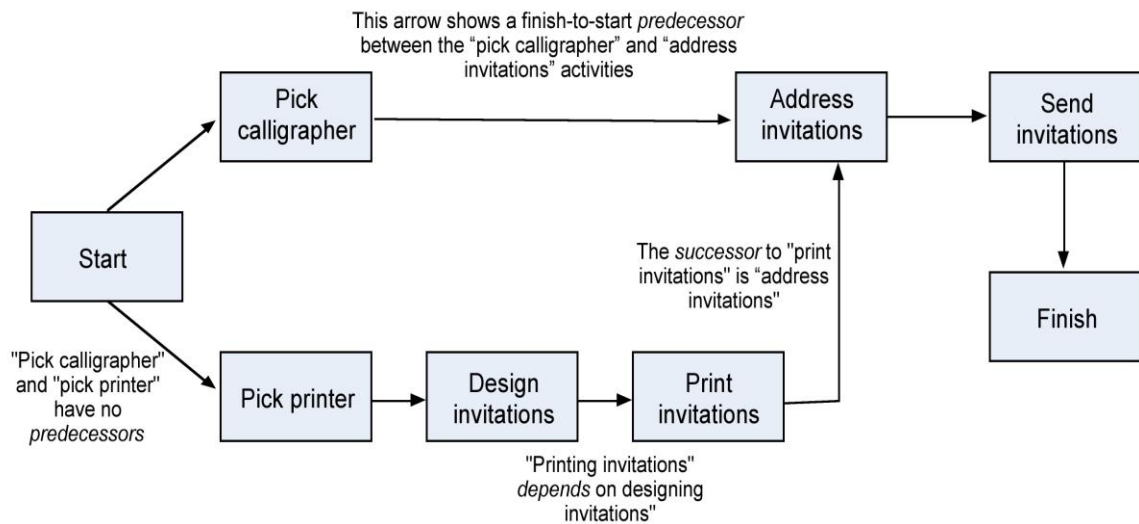 This arrow shows a finish-to-start predecessor
between the “pick calligrapher” and “address
invitations” activities
Pick
calligrapher
Address
invitations
Send
invitations
Start
The successor to "print
invitations" is “address
invitations"
Finish
"Pick calligrapher"
and "pick printer"
have no
predecessors
Pick printer
Design
invitations
Print
invitations
"Printing invitations"
depends on designing
invitations"